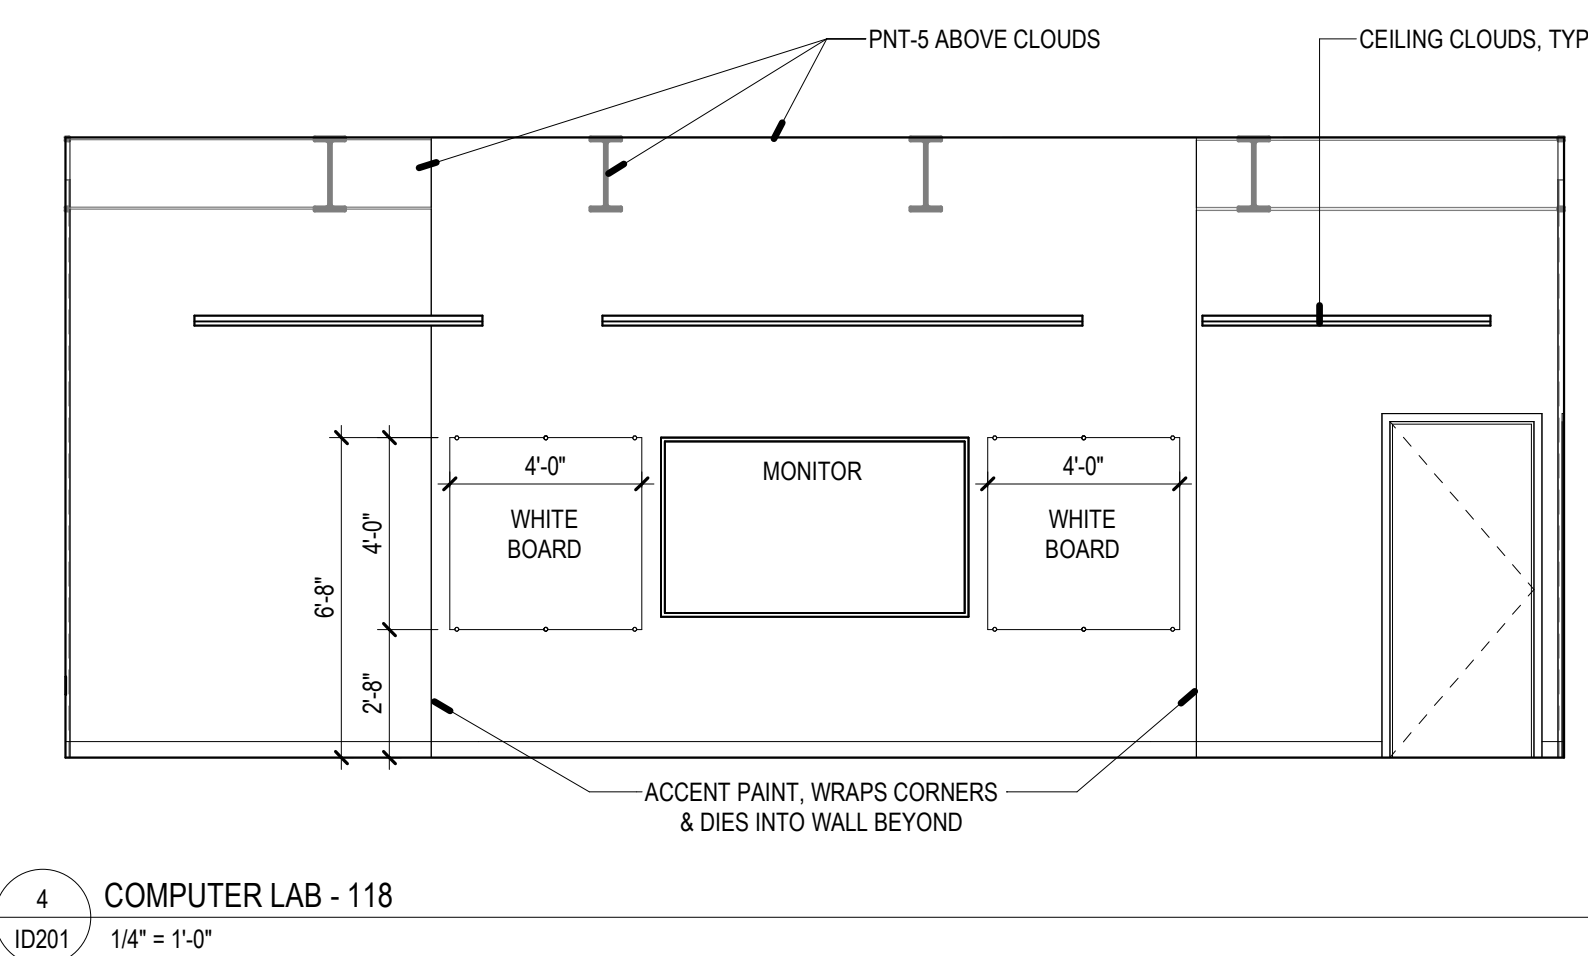 PNT-5 ABOVE CLOUDS
CEILING CLOUDS, TYP
4'-0"
MONITOR
4'-0"
WHITE
BOARD
WHITE
BOARD
4'-0"
6'-8"
2'-8"
ACCENT PAINT, WRAPS CORNERS
& DIES INTO WALL BEYOND
4
COMPUTER LAB - 118
ID201
1/4" = 1'-0"